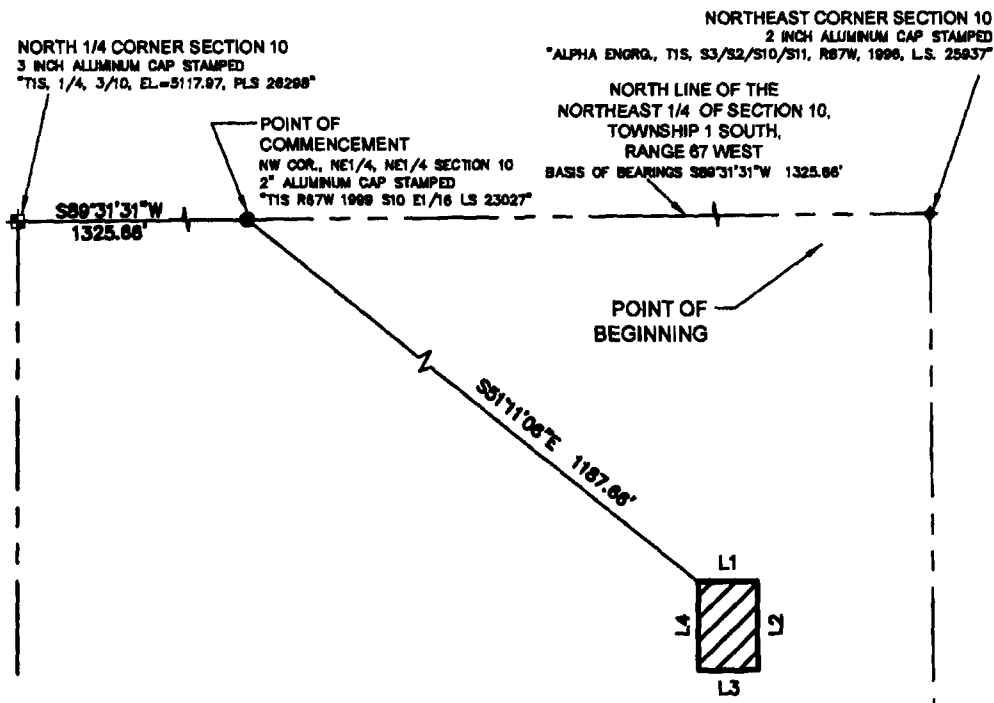 NORTHEAST CORNER SECTION 10
2 INCH ALUMINUM CAP STAMPED
"ALPHA ENGRG., T1S, S3/S2/S10/S11, R67W, 1996, L.S. 25937"
NORTH 1/4 CORNER SECTION 10
3 INCH ALUMINUM CAP STAMPED
"T1S, 1/4, 3/10, EL=5117.97, PLS 26298"
POINT OF
COMMENCEMENT
NW COR., NE1/4, NE1/4 SECTION 10
2" ALUMINUM CAP STAMPED
"T1S R67W 1999 S10 E1/16 LS 23027"
NORTH LINE OF THE
NORTHEAST 1/4 OF SECTION 10,
TOWNSHIP 1 SOUTH,
RANGE 67 WEST
BASIS OF BEARINGS S89°31'31"W 1325.66'
S89°31'31"W
1325.66'
POINT OF
BEGINNING
S51°11'06"E 1187.66'
L1
L4
L2
L3